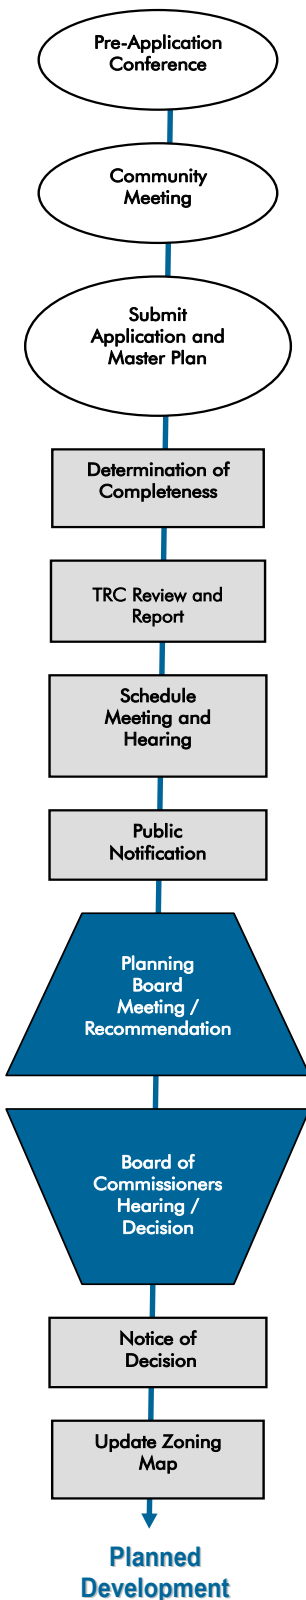 Pre-Application
Conference
Community
Meeting
Submit
Application and
Master Plan
Determination of
Completeness
TRC Review and
Report
Schedule
Meeting and
Hearing
Public
Notification
Planning
Board
Meeting /
Recommendation
Board of
Commissioners
Hearing /
Decision
Notice of
Decision
Update Zoning
Map
Planned
Development